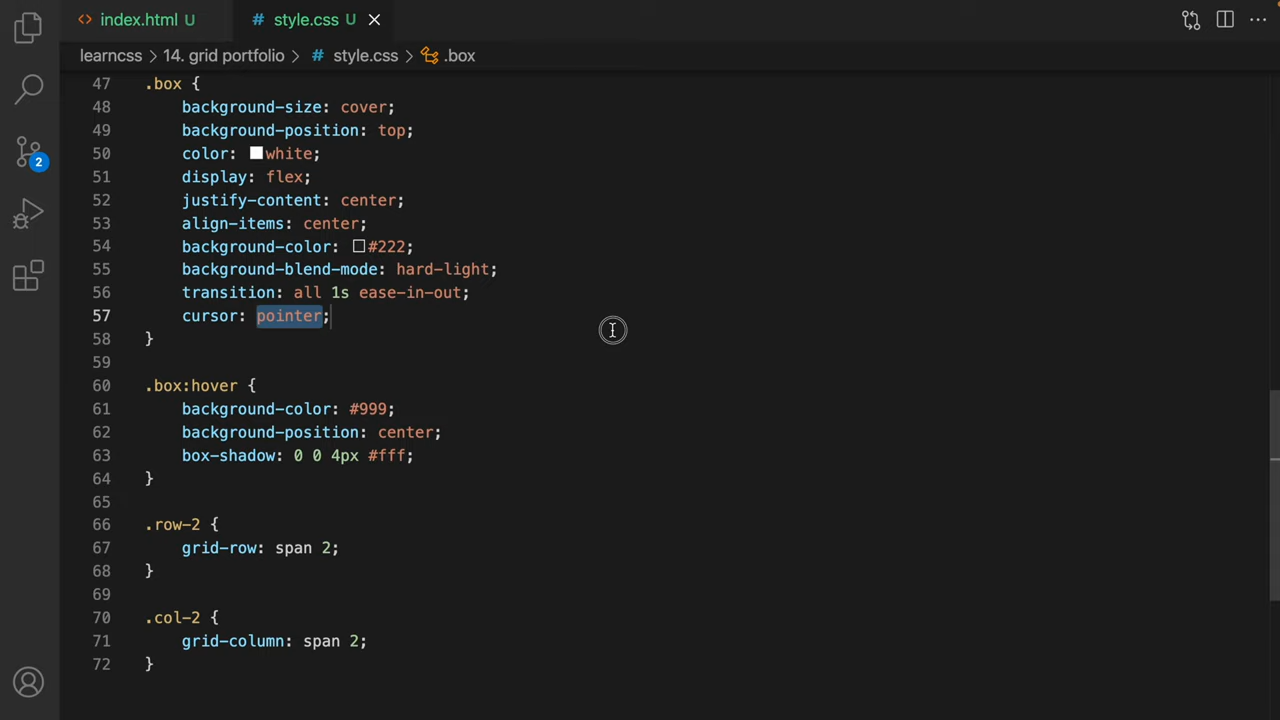 index.html U
style.css U
learncss > 14. grid portfolio > # style.css > .box
2
47 .box {
48 background-size: cover;
49 background-position: top;
50 color: white;
51 display: flex;
52 justify-content: center;
53 align-items: center;
54 background-color: #222;
55 background-blend-mode: hard-light;
56 transition: all 1s ease-in-out;
57 cursor: pointer;
58 }
59
60 .box:hover {
61 background-color: #999;
62 background-position: center;
63 box-shadow: 0 0 4px #fff;
64 }
65
66 .row-2 {
67 grid-row: span 2;
68 }
69
70 .col-2 {
71 grid-column: span 2;
72 }